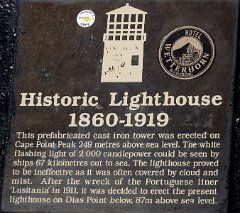 HOTEL
WETTERHORN
Historic Lighthouse
1860-1919
This prefabricated cast iron tower was erected on
Cape Point Peak 249 metres above sea level. The white
flashing light of 2 000 candlepower could be seen by
ships 67 kilometres out to sea. The lighthouse proved
to be ineffective as it was often covered by cloud and
mist. After the wreck of the Portuguese liner
'Lusitania' in 1911, it was decided to erect the present
lighthouse on Dias Point below, 87m above sea level.